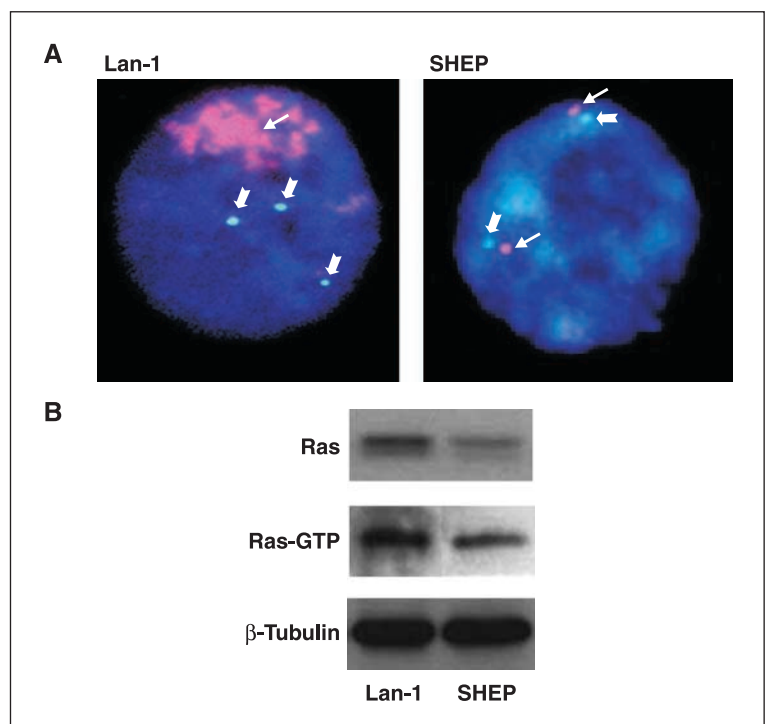 A
Lan-1
SHEP
B
Ras
Ras-GTP
β-Tubulin
Lan-1 SHEP